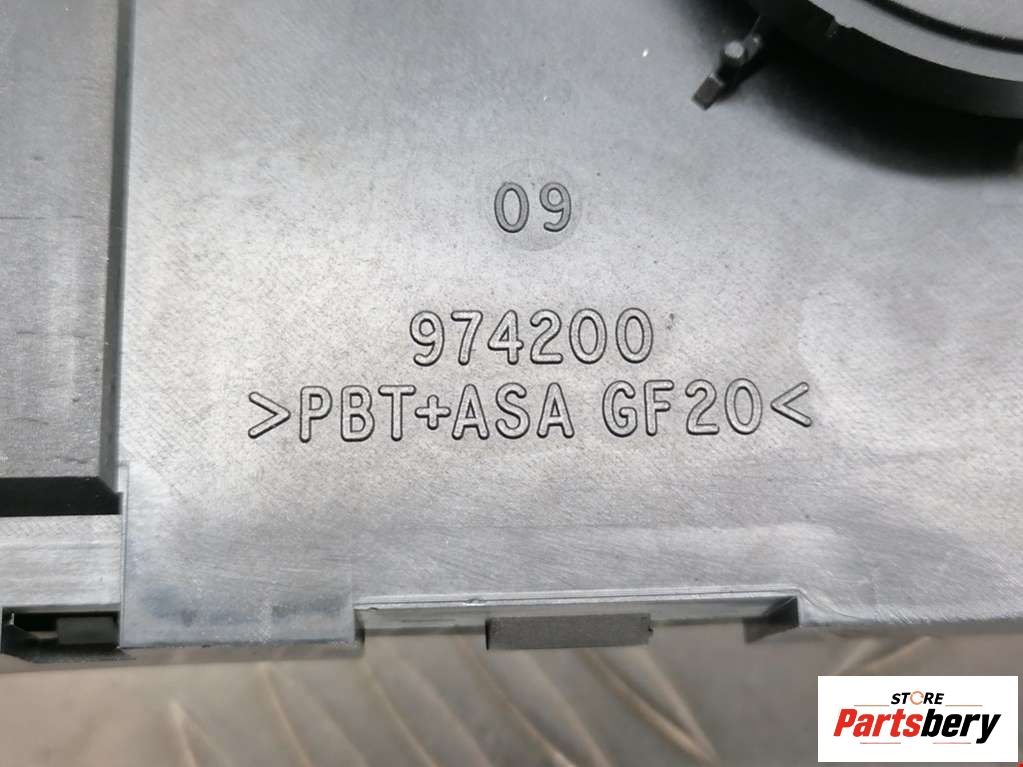 09
974200
>PBT+ASA GF20<
STORE
Partsbery